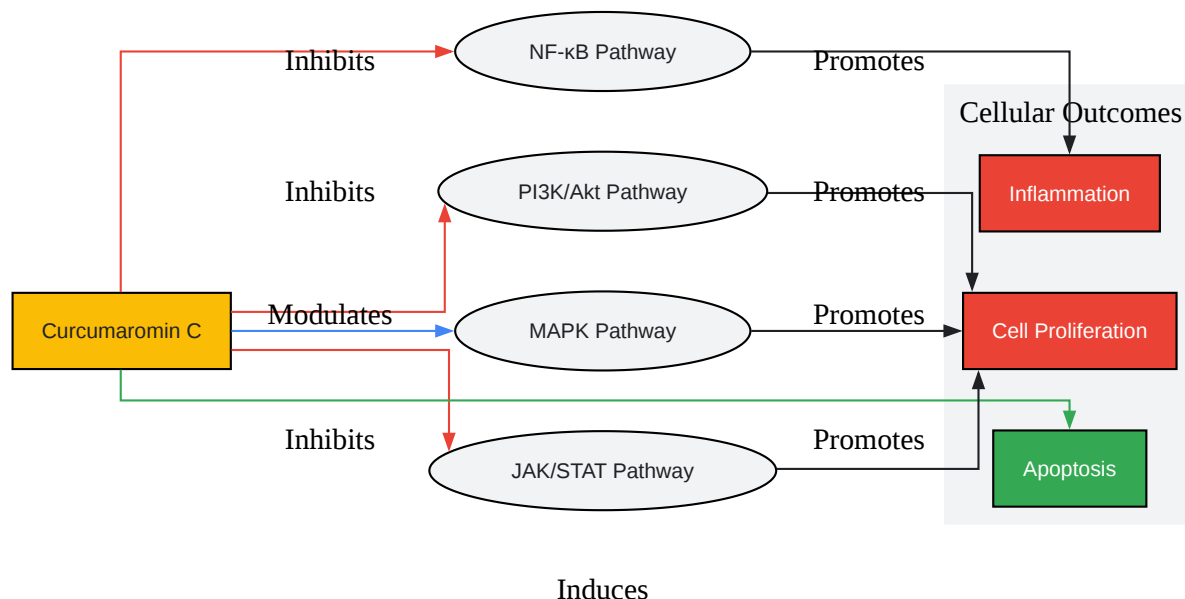 Inhibits
NF-κB Pathway
Promotes
Cellular Outcomes
Inhibits
PI3K/Akt Pathway
Promotes
Inflammation
Curcumaromin C
Modulates
MAPK Pathway
Promotes
Cell Proliferation
Inhibits
JAK/STAT Pathway
Promotes
Apoptosis
Induces